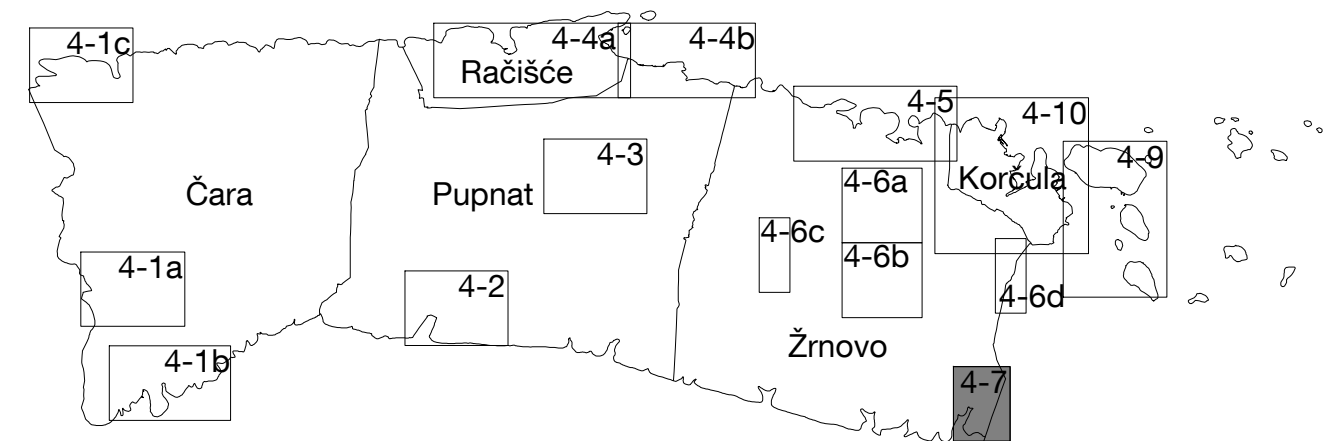 4-1c
4-4a
4-4b
Račišće
4-5
4-10
4-3
4-9
4-6a
Korčula
Čara
Pupnat
4-6c
4-6b
4-1a
4-2
4-6d
Žrnovo
4-1b
4-7